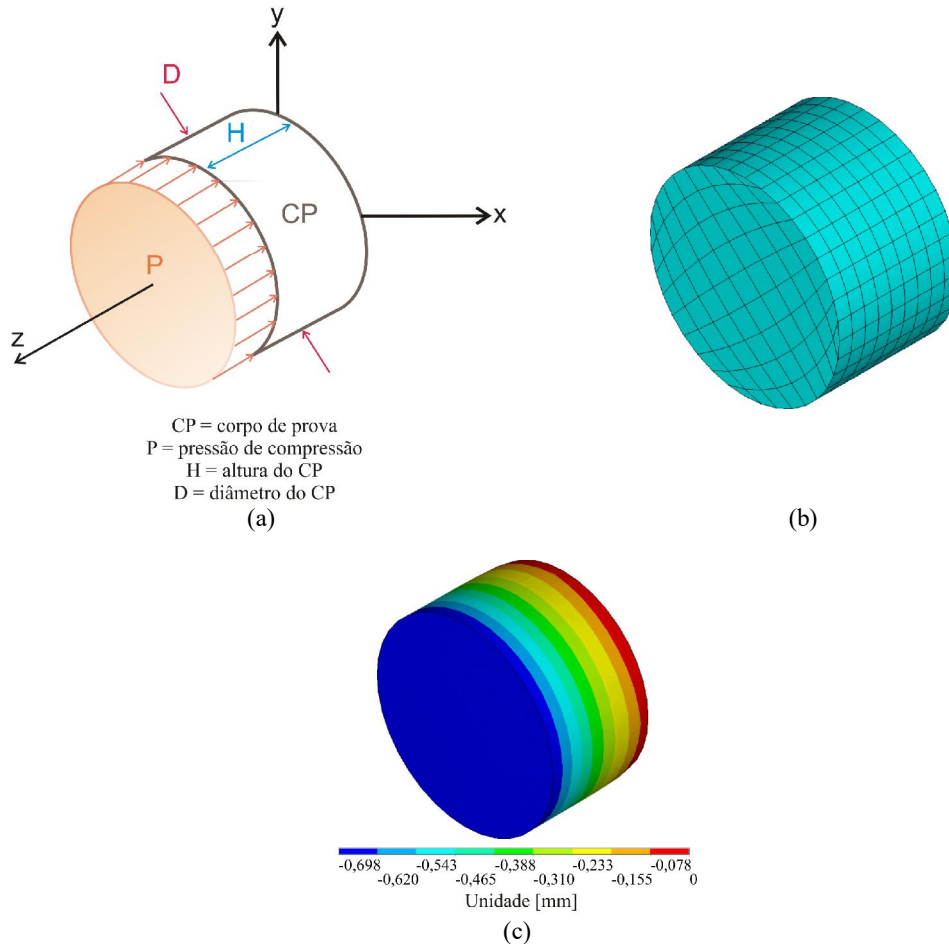 y
D
H
CP
x
P
z
CP = corpo de prova
P = pressão de compressão
H = altura do CP
D = diâmetro do CP
(a)
(b)
-0,698 -0,543 -0,388 -0,233 -0,078
-0,620 -0,465 -0,310 -0,155 0
Unidade [mm]
(c)